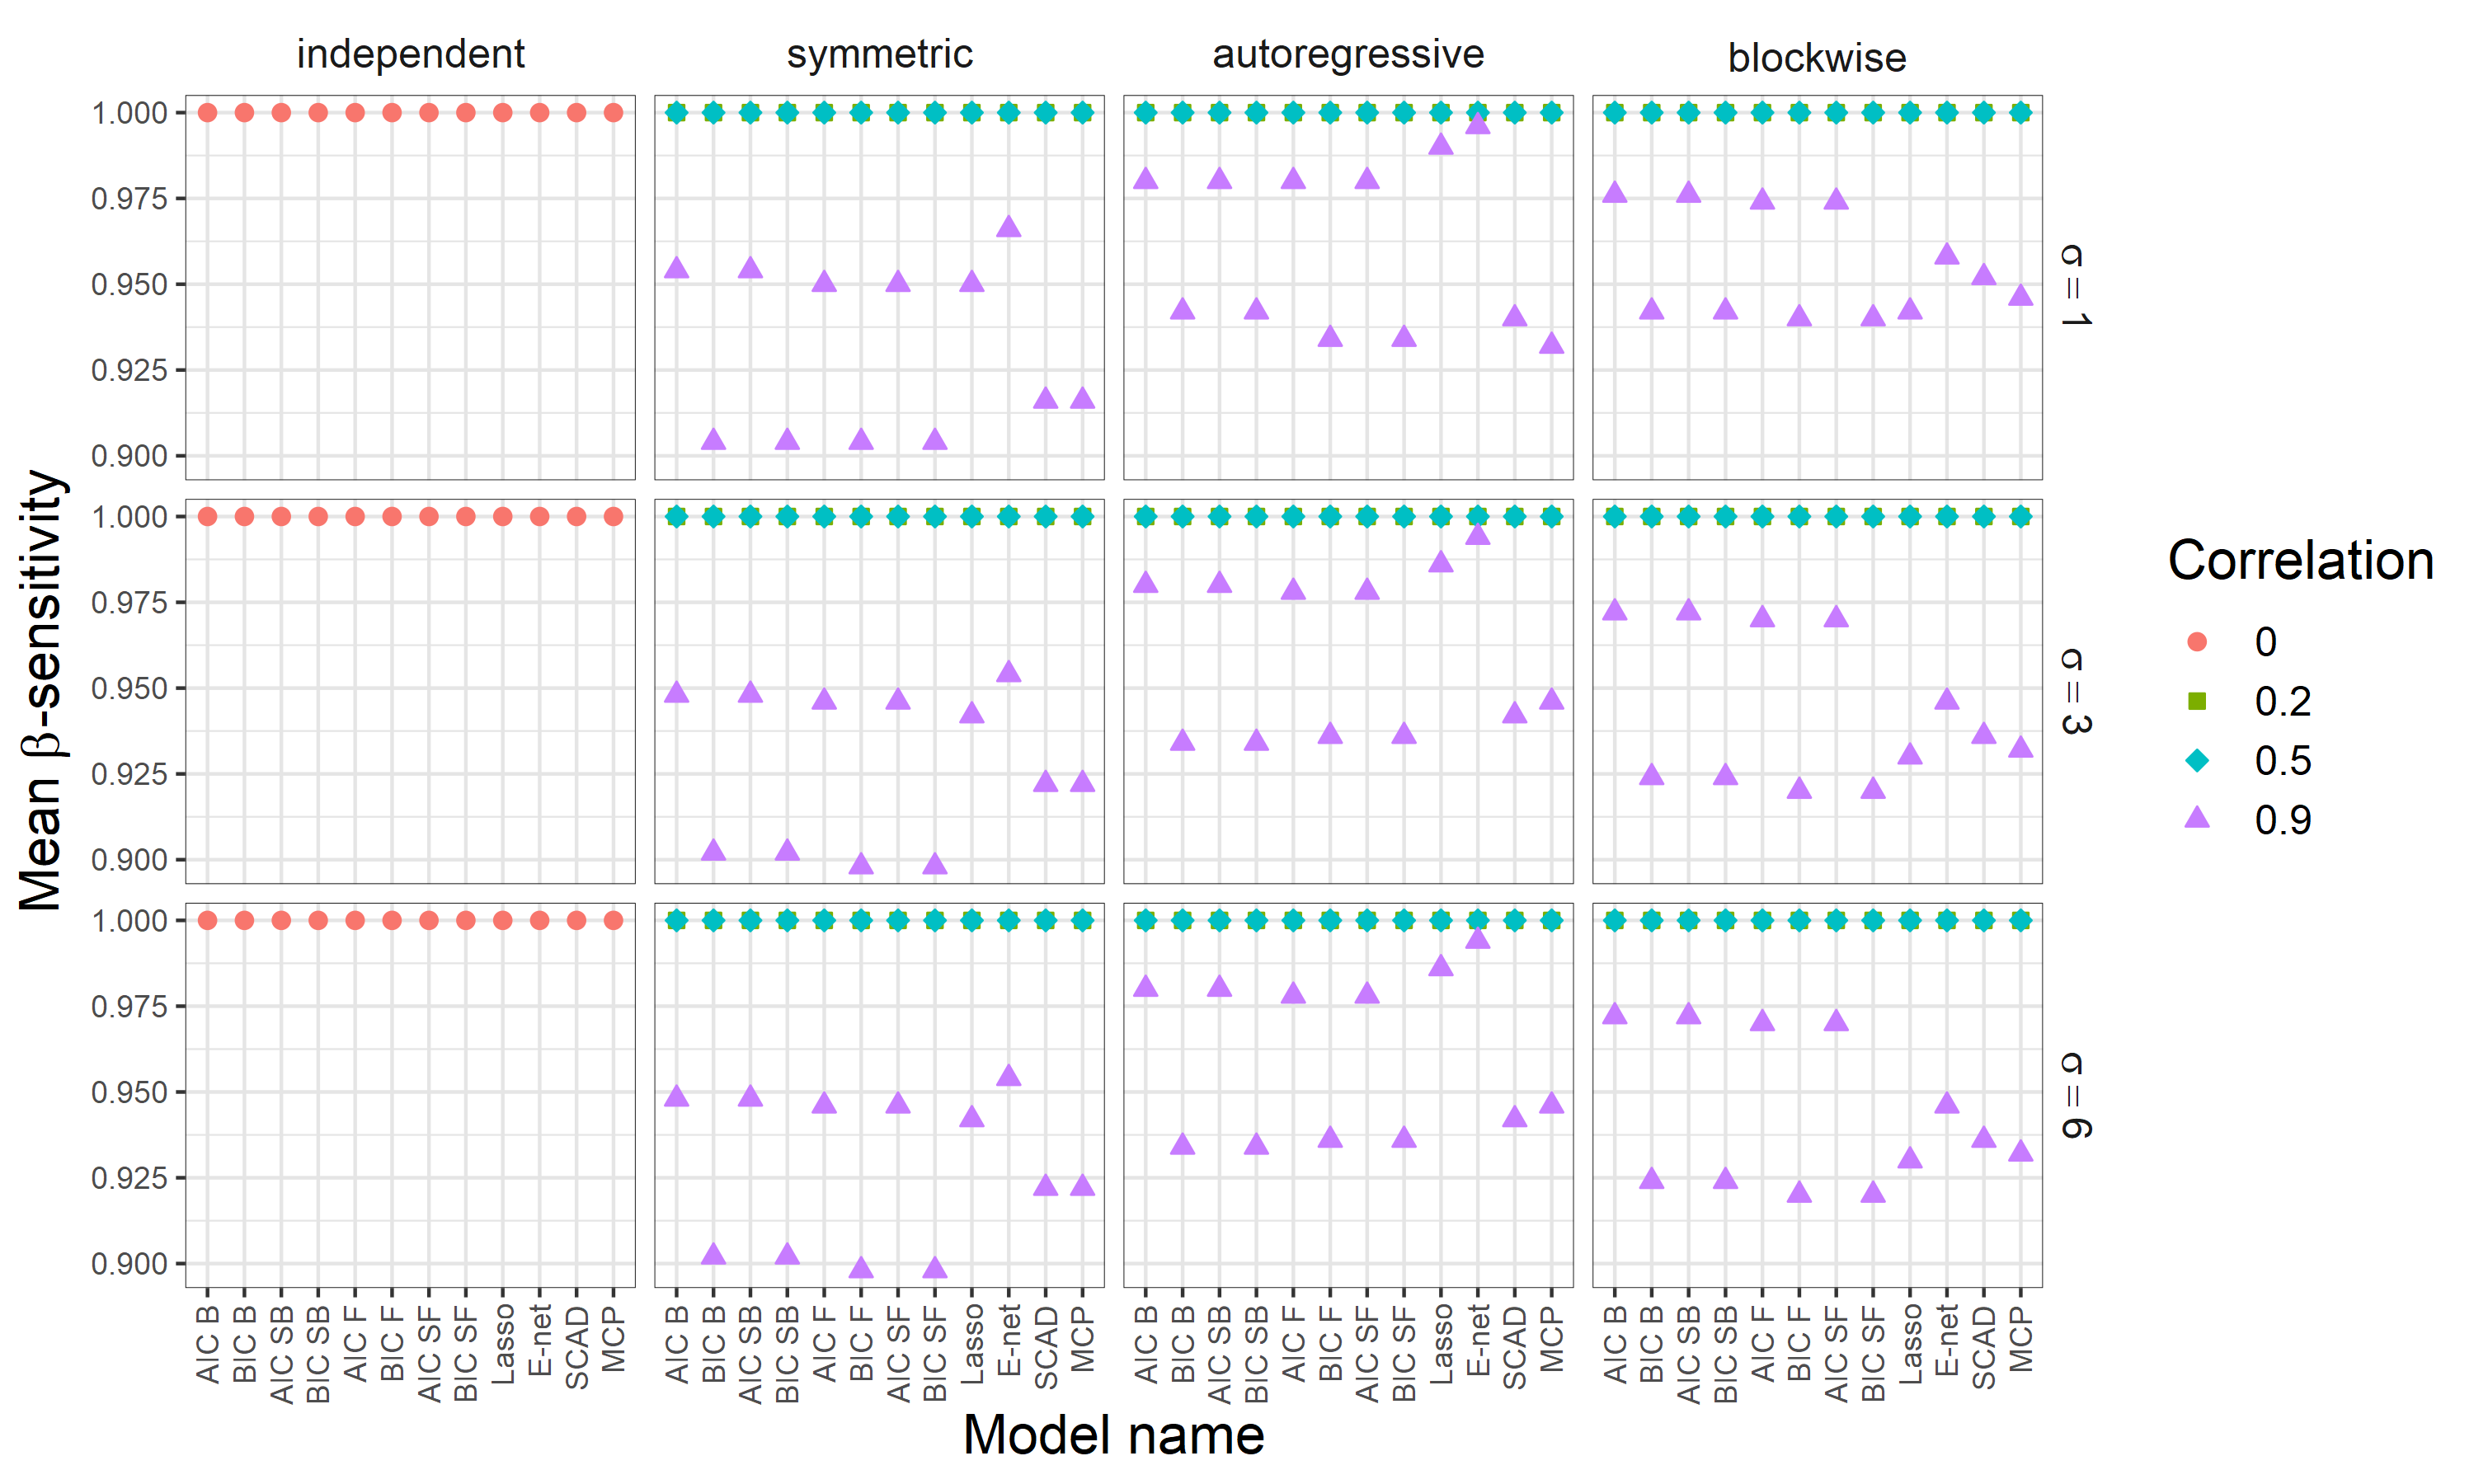 independent
symmetric
autoregressive
blockwise
1.000
0.975
0.950
0.925
0.900
σ = 1
1.000
0.975
0.950
0.925
0.900
σ = 3
1.000
0.975
0.950
0.925
0.900
σ = 6
Mean β-sensitivity
AIC B
BIC B
AIC SB
BIC SB
AIC F
BIC F
AIC SF
BIC SF
Lasso
E-net
SCAD
MCP
AIC B
BIC B
AIC SB
BIC SB
AIC F
BIC F
AIC SF
BIC SF
Lasso
E-net
SCAD
MCP
AIC B
BIC B
AIC SB
BIC SB
AIC F
BIC F
AIC SF
BIC SF
Lasso
E-net
SCAD
MCP
AIC B
BIC B
AIC SB
BIC SB
AIC F
BIC F
AIC SF
BIC SF
Lasso
E-net
SCAD
MCP
Model name
Correlation
0
0.2
0.5
0.9